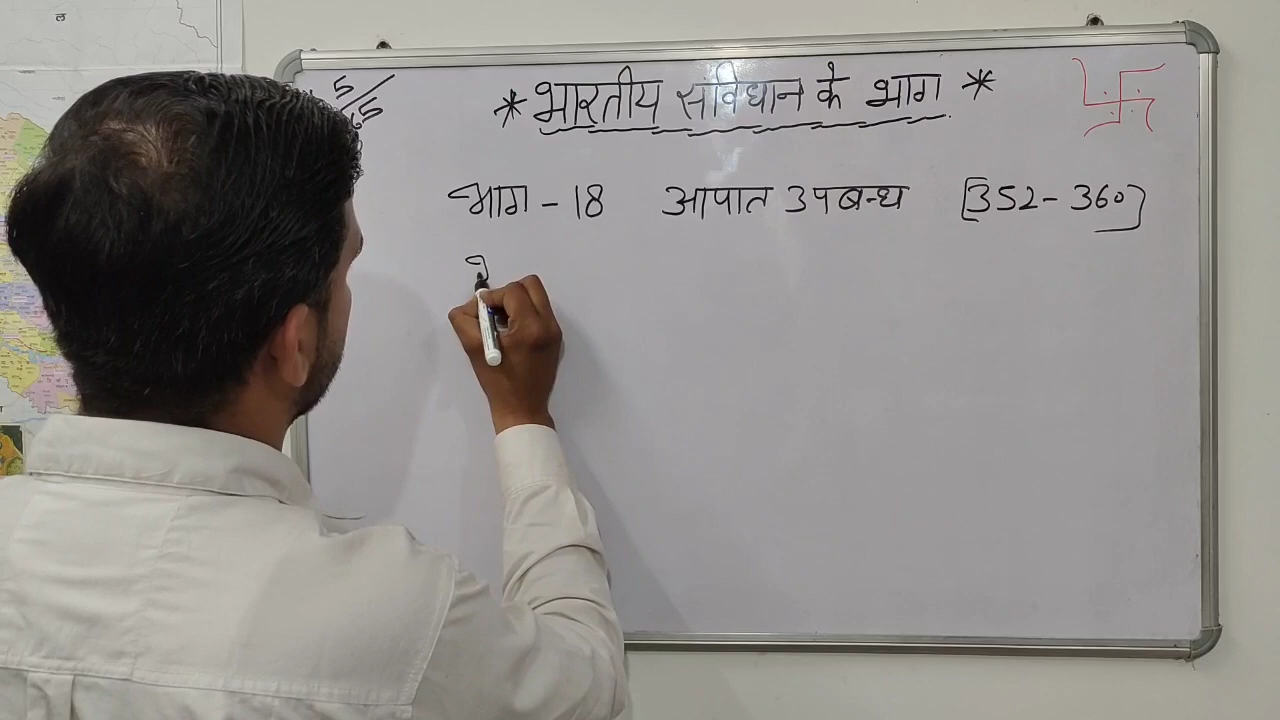 * भारतीय संविधान के भाग *
भाग - 18 आपात उपबन्ध [352 - 360]